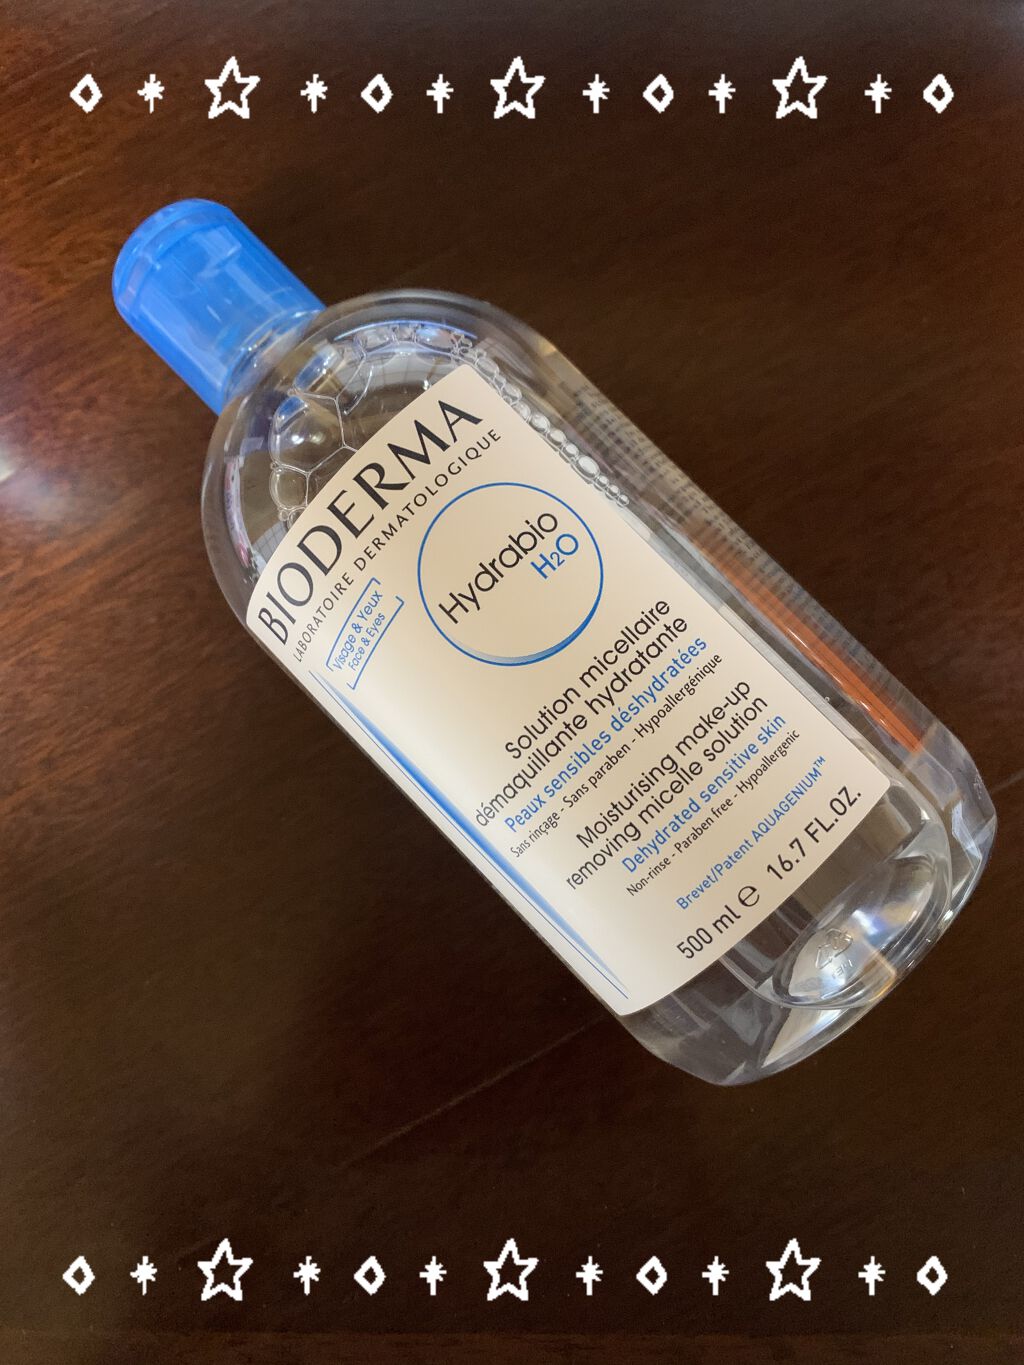 BIODERMA
LABORATOIRE DERMATOLOGIQUE
Visage & Yeux
Face & Eyes
Hydrabio
H2O
Solution micellaire
démaquillante hydratante
Peaux sensibles déshydratées
Sans rinçage - Sans paraben - Hypoallergénique
Moisturising make-up
removing micelle solution
Dehydrated sensitive skin
Non-rinse - Paraben free - Hypoallergenic
Brevet/Patent AQUAGENIUM™
500 ml ℮ 16.7 FL.OZ.